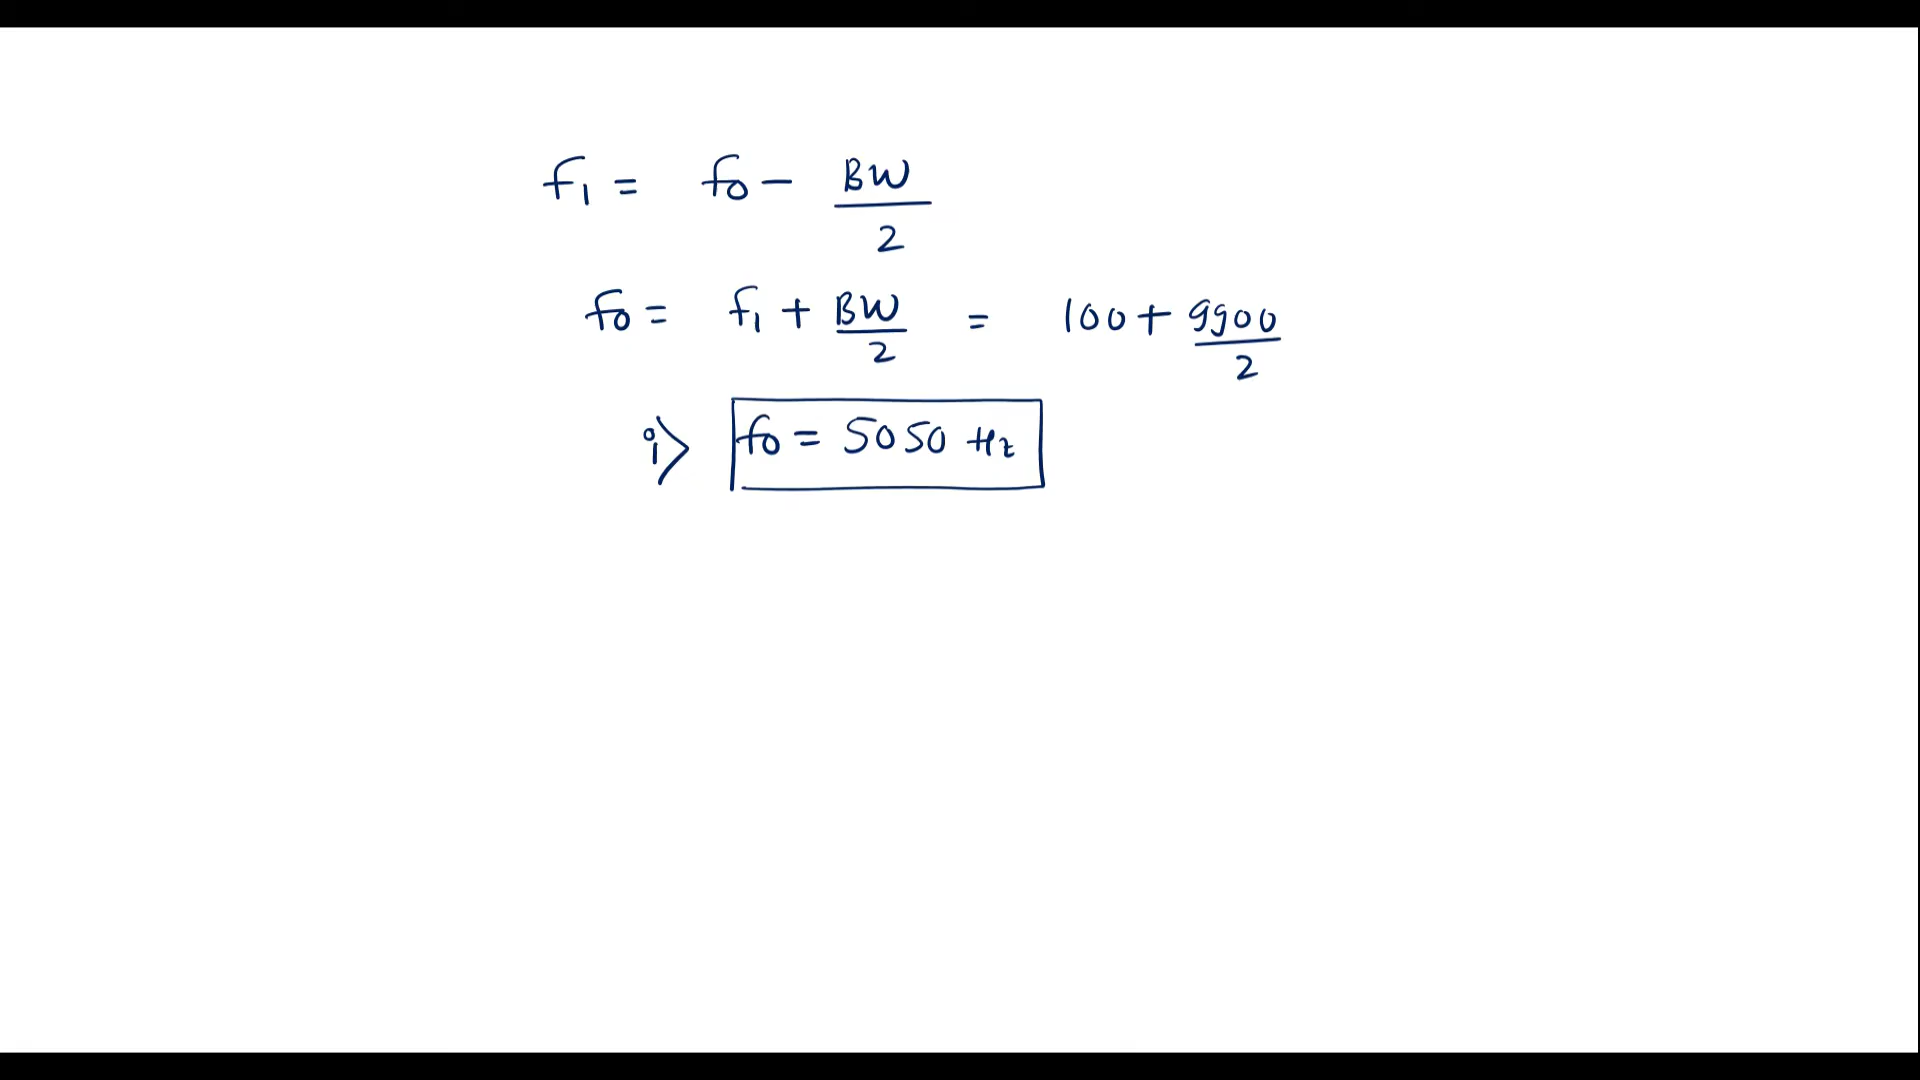 f1 = f0 - BW/2
f0 = f1 + BW/2 = 100 + 9900/2
i> f0 = 5050 Hz